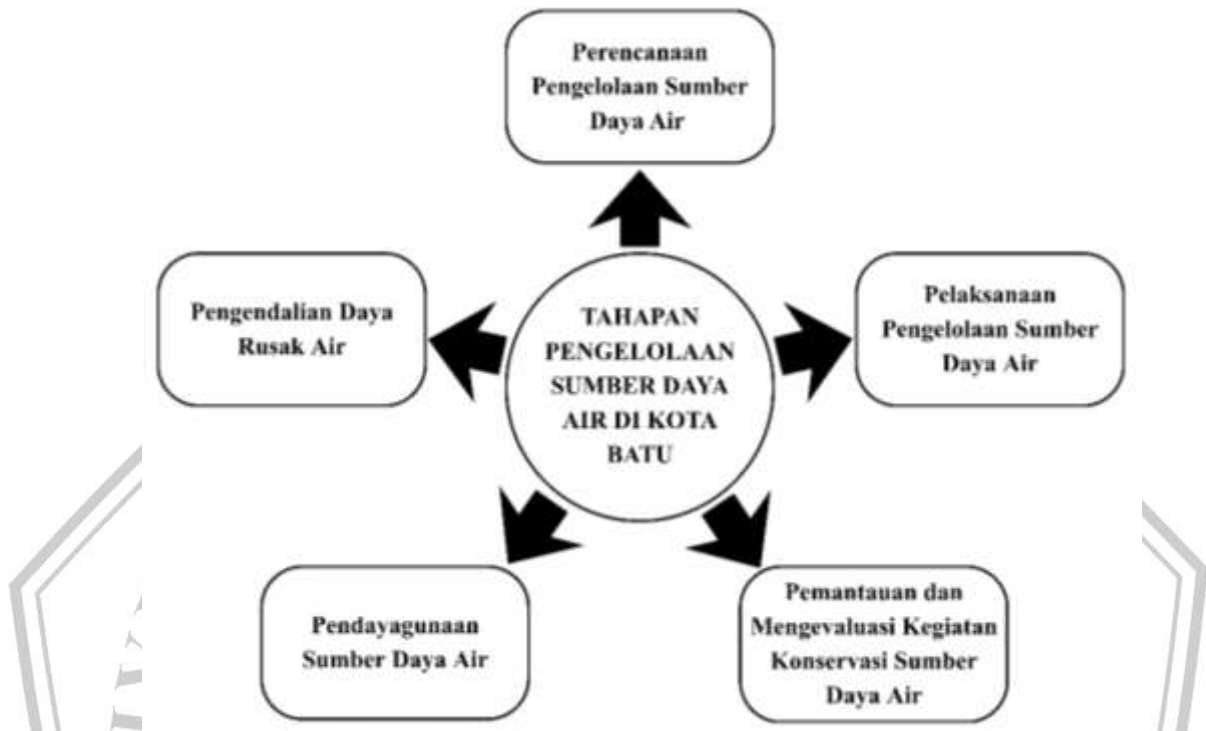 Perencanaan
Pengelolaan Sumber
Daya Air
Pengendalian Daya
Rusak Air
TAHAPAN
PENGELOLAAN
SUMBER DAYA
AIR DI KOTA
BATU
Pelaksanaan
Pengelolaan Sumber
Daya Air
Pendayagunaan
Sumber Daya Air
Pemantauan dan
Mengevaluasi Kegiatan
Konservasi Sumber
Daya Air